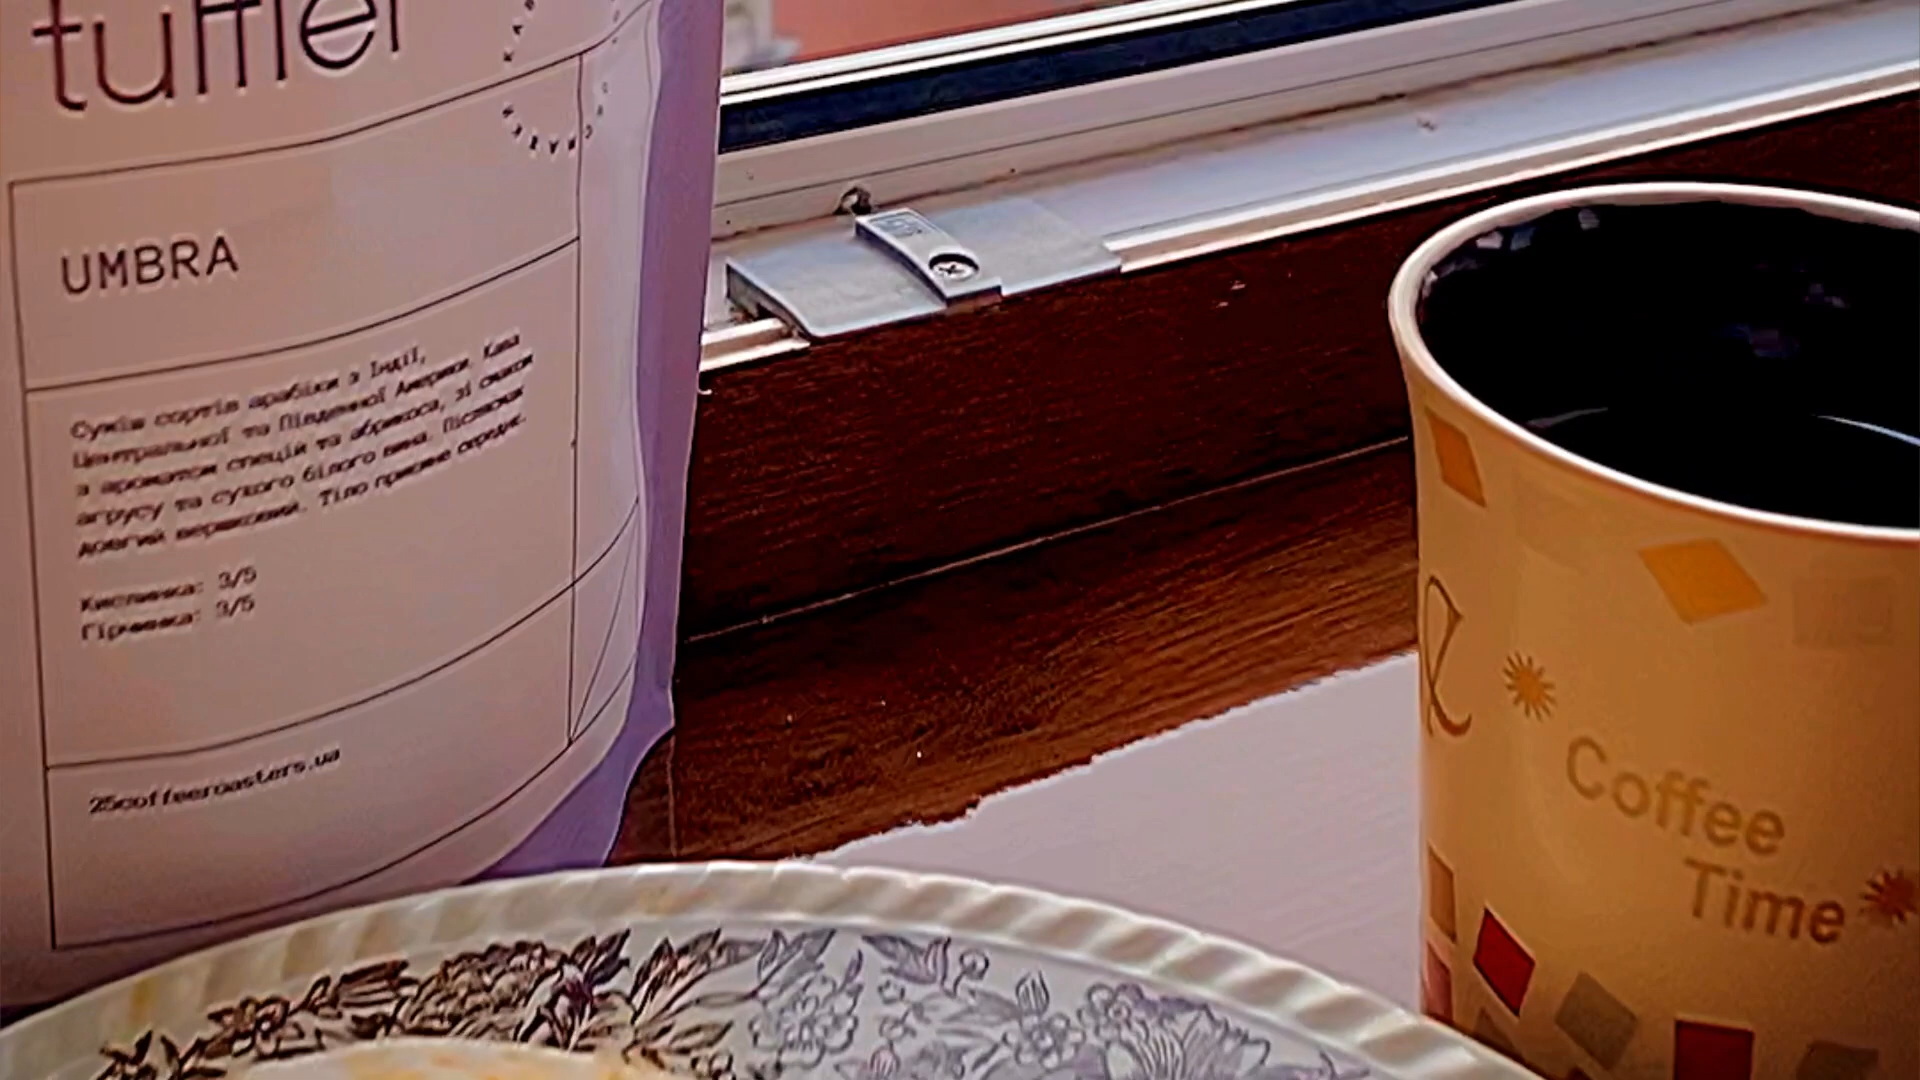 tuffler
UMBRA
Суміш сортів арабіки з Індії,
Центральної та Південної Америки. Кава
з ароматом спецій та абрикоса, зі смаком
агрусу та сухого білого вина. Післясмак
довгий вершковий. Тіло приємне середнє.
Кислинка: 3/5
Гірчинка: 3/5
25coffeeroasters.ua
Coffee
Time